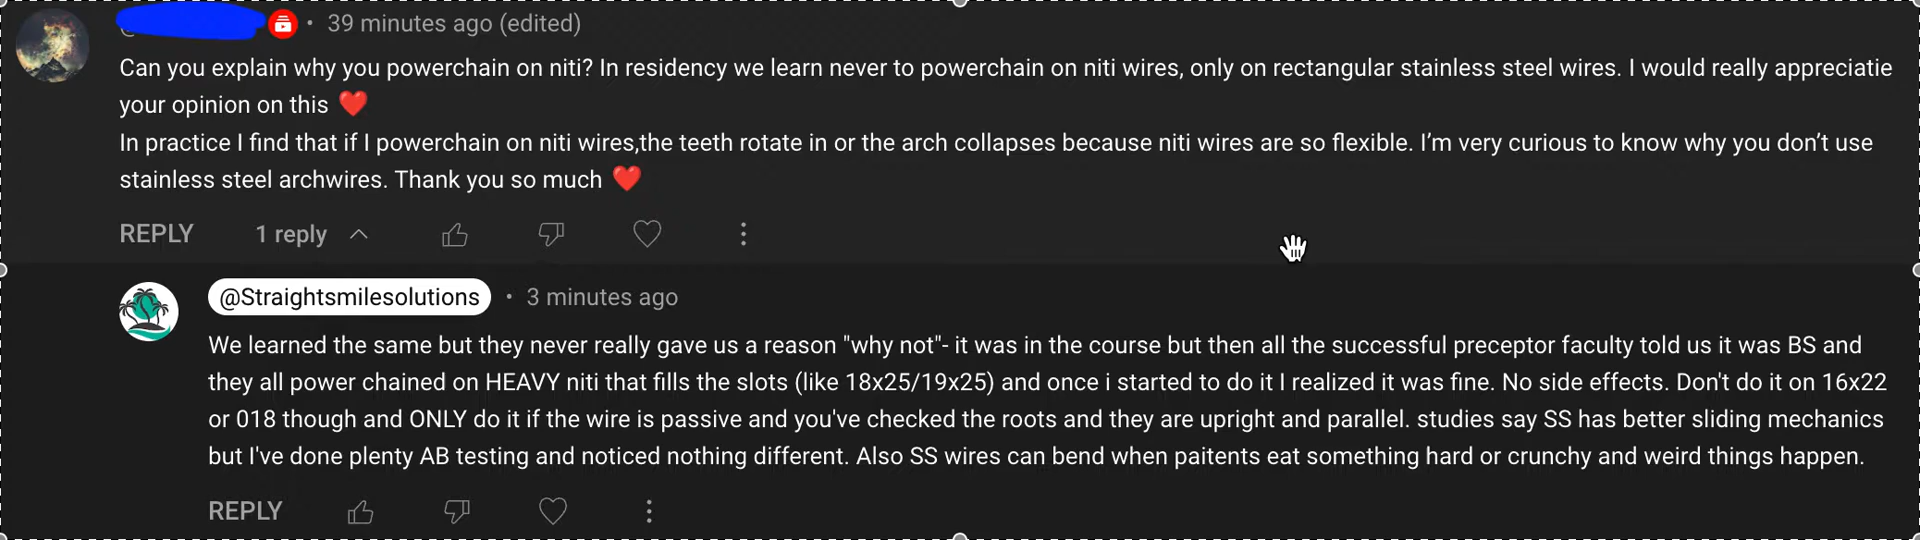 39 minutes ago (edited)
Can you explain why you powerchain on niti? In residency we learn never to powerchain on niti wires, only on rectangular stainless steel wires. I would really appreciatie
your opinion on this ❤️
In practice I find that if I powerchain on niti wires,the teeth rotate in or the arch collapses because niti wires are so flexible. I’m very curious to know why you don’t use
stainless steel archwires. Thank you so much ❤️
REPLY 1 reply
@Straightsmilesolutions • 3 minutes ago
We learned the same but they never really gave us a reason "why not"- it was in the course but then all the successful preceptor faculty told us it was BS and
they all power chained on HEAVY niti that fills the slots (like 18x25/19x25) and once i started to do it I realized it was fine. No side effects. Don't do it on 16x22
or 018 though and ONLY do it if the wire is passive and you've checked the roots and they are upright and parallel. studies say SS has better sliding mechanics
but I've done plenty AB testing and noticed nothing different. Also SS wires can bend when paitents eat something hard or crunchy and weird things happen.
REPLY